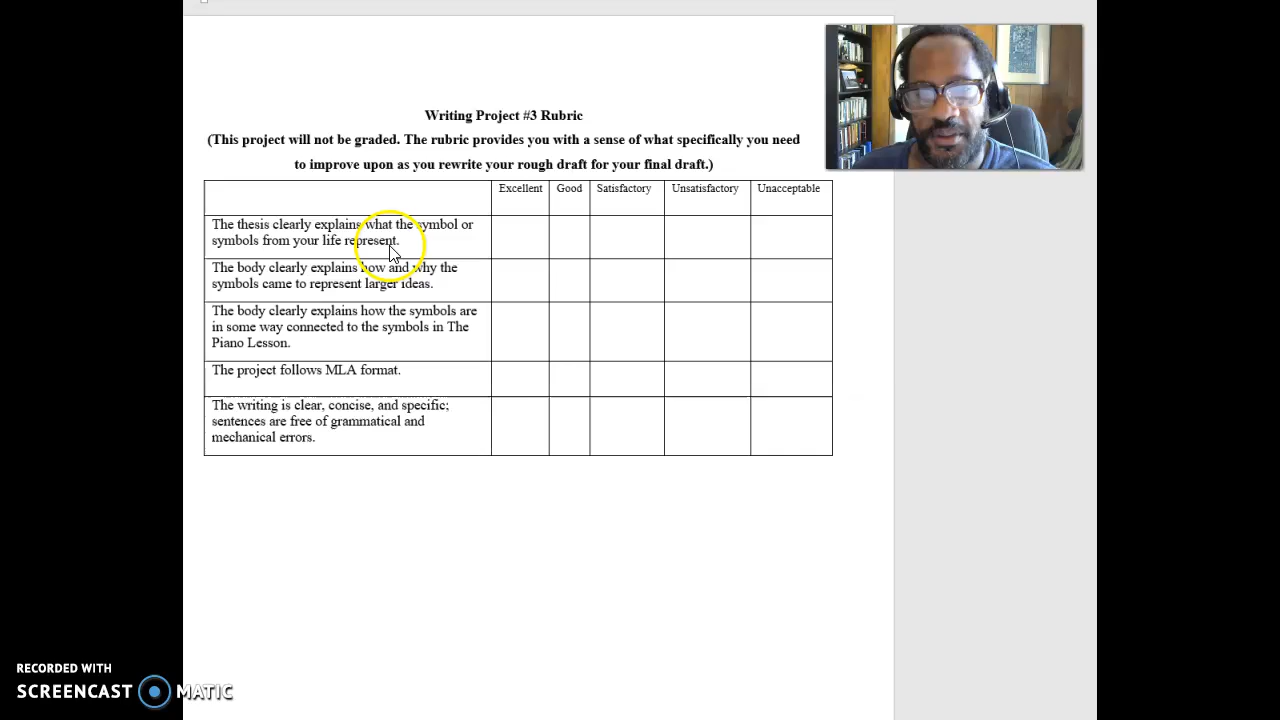 Writing Project #3 Rubric
(This project will not be graded. The rubric provides you with a sense of what specifically you need
to improve upon as you rewrite your rough draft for your final draft.)
Excellent Good Satisfactory Unsatisfactory Unacceptable
The thesis clearly explains what the symbol or
symbols from your life represent.
The body clearly explains how and why the
symbols came to represent larger ideas.
The body clearly explains how the symbols are
in some way connected to the symbols in The
Piano Lesson.
The project follows MLA format.
The writing is clear, concise, and specific;
sentences are free of grammatical and
mechanical errors.
RECORDED WITH
SCREENCAST MATIC